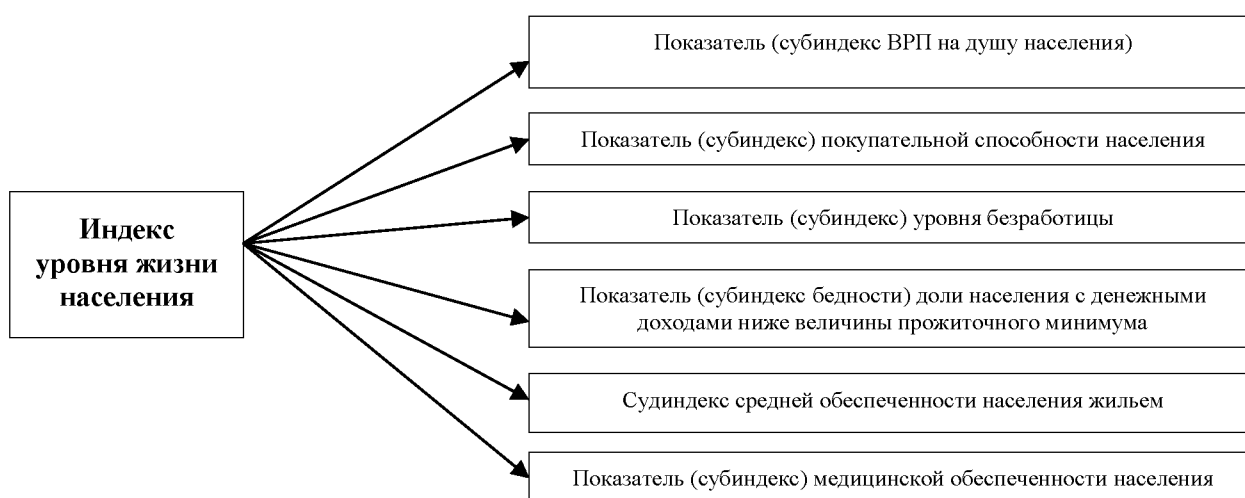 Индекс
уровня жизни
населения
Показатель (субиндекс ВРП на душу населения)
Показатель (субиндекс) покупательной способности населения
Показатель (субиндекс) уровня безработицы
Показатель (субиндекс бедности) доли населения с денежными
доходами ниже величины прожиточного минимума
Судиндекс средней обеспеченности населения жильем
Показатель (субиндекс) медицинской обеспеченности населения